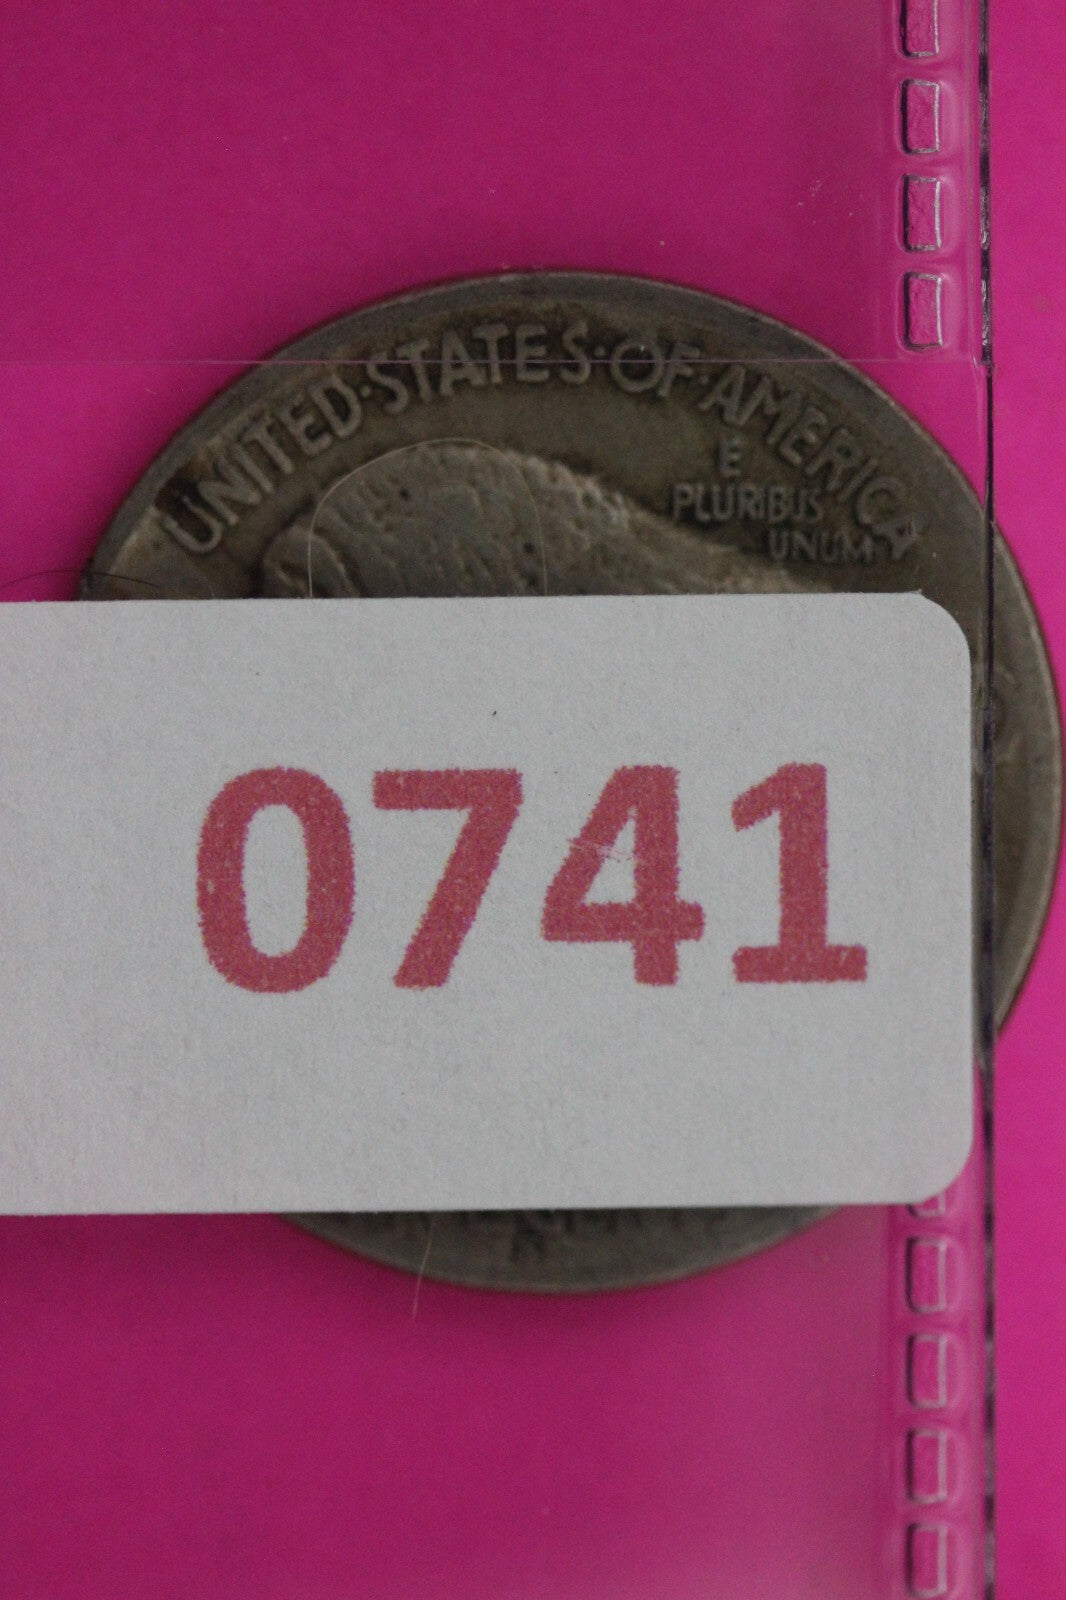 UNITED·STATES·OF·AMERICA
E
PLURIBUS
UNUM
0741